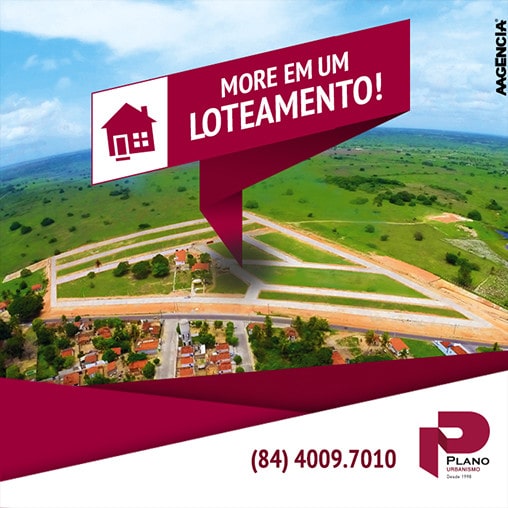 AAGENCIA
MORE EM UM
LOTEAMENTO!
(84) 4009.7010
PLANO
URBANISMO
Desde 1998